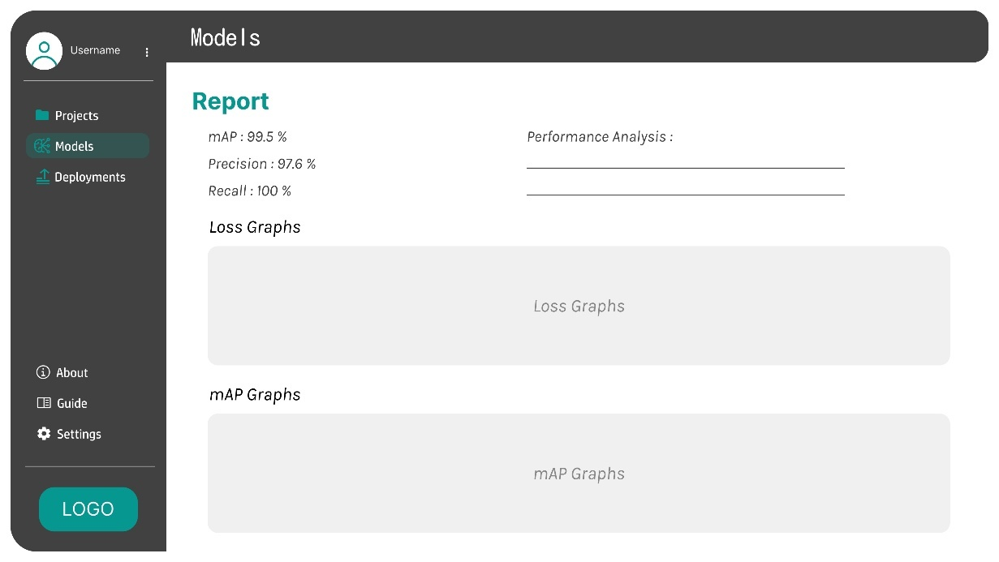 Username
Projects
Models
Deployments
About
Guide
Settings
LOGO
Models
Report
mAP : 99.5 %
Precision : 97.6 %
Recall : 100 %
Performance Analysis :
Loss Graphs
Loss Graphs
mAP Graphs
mAP Graphs